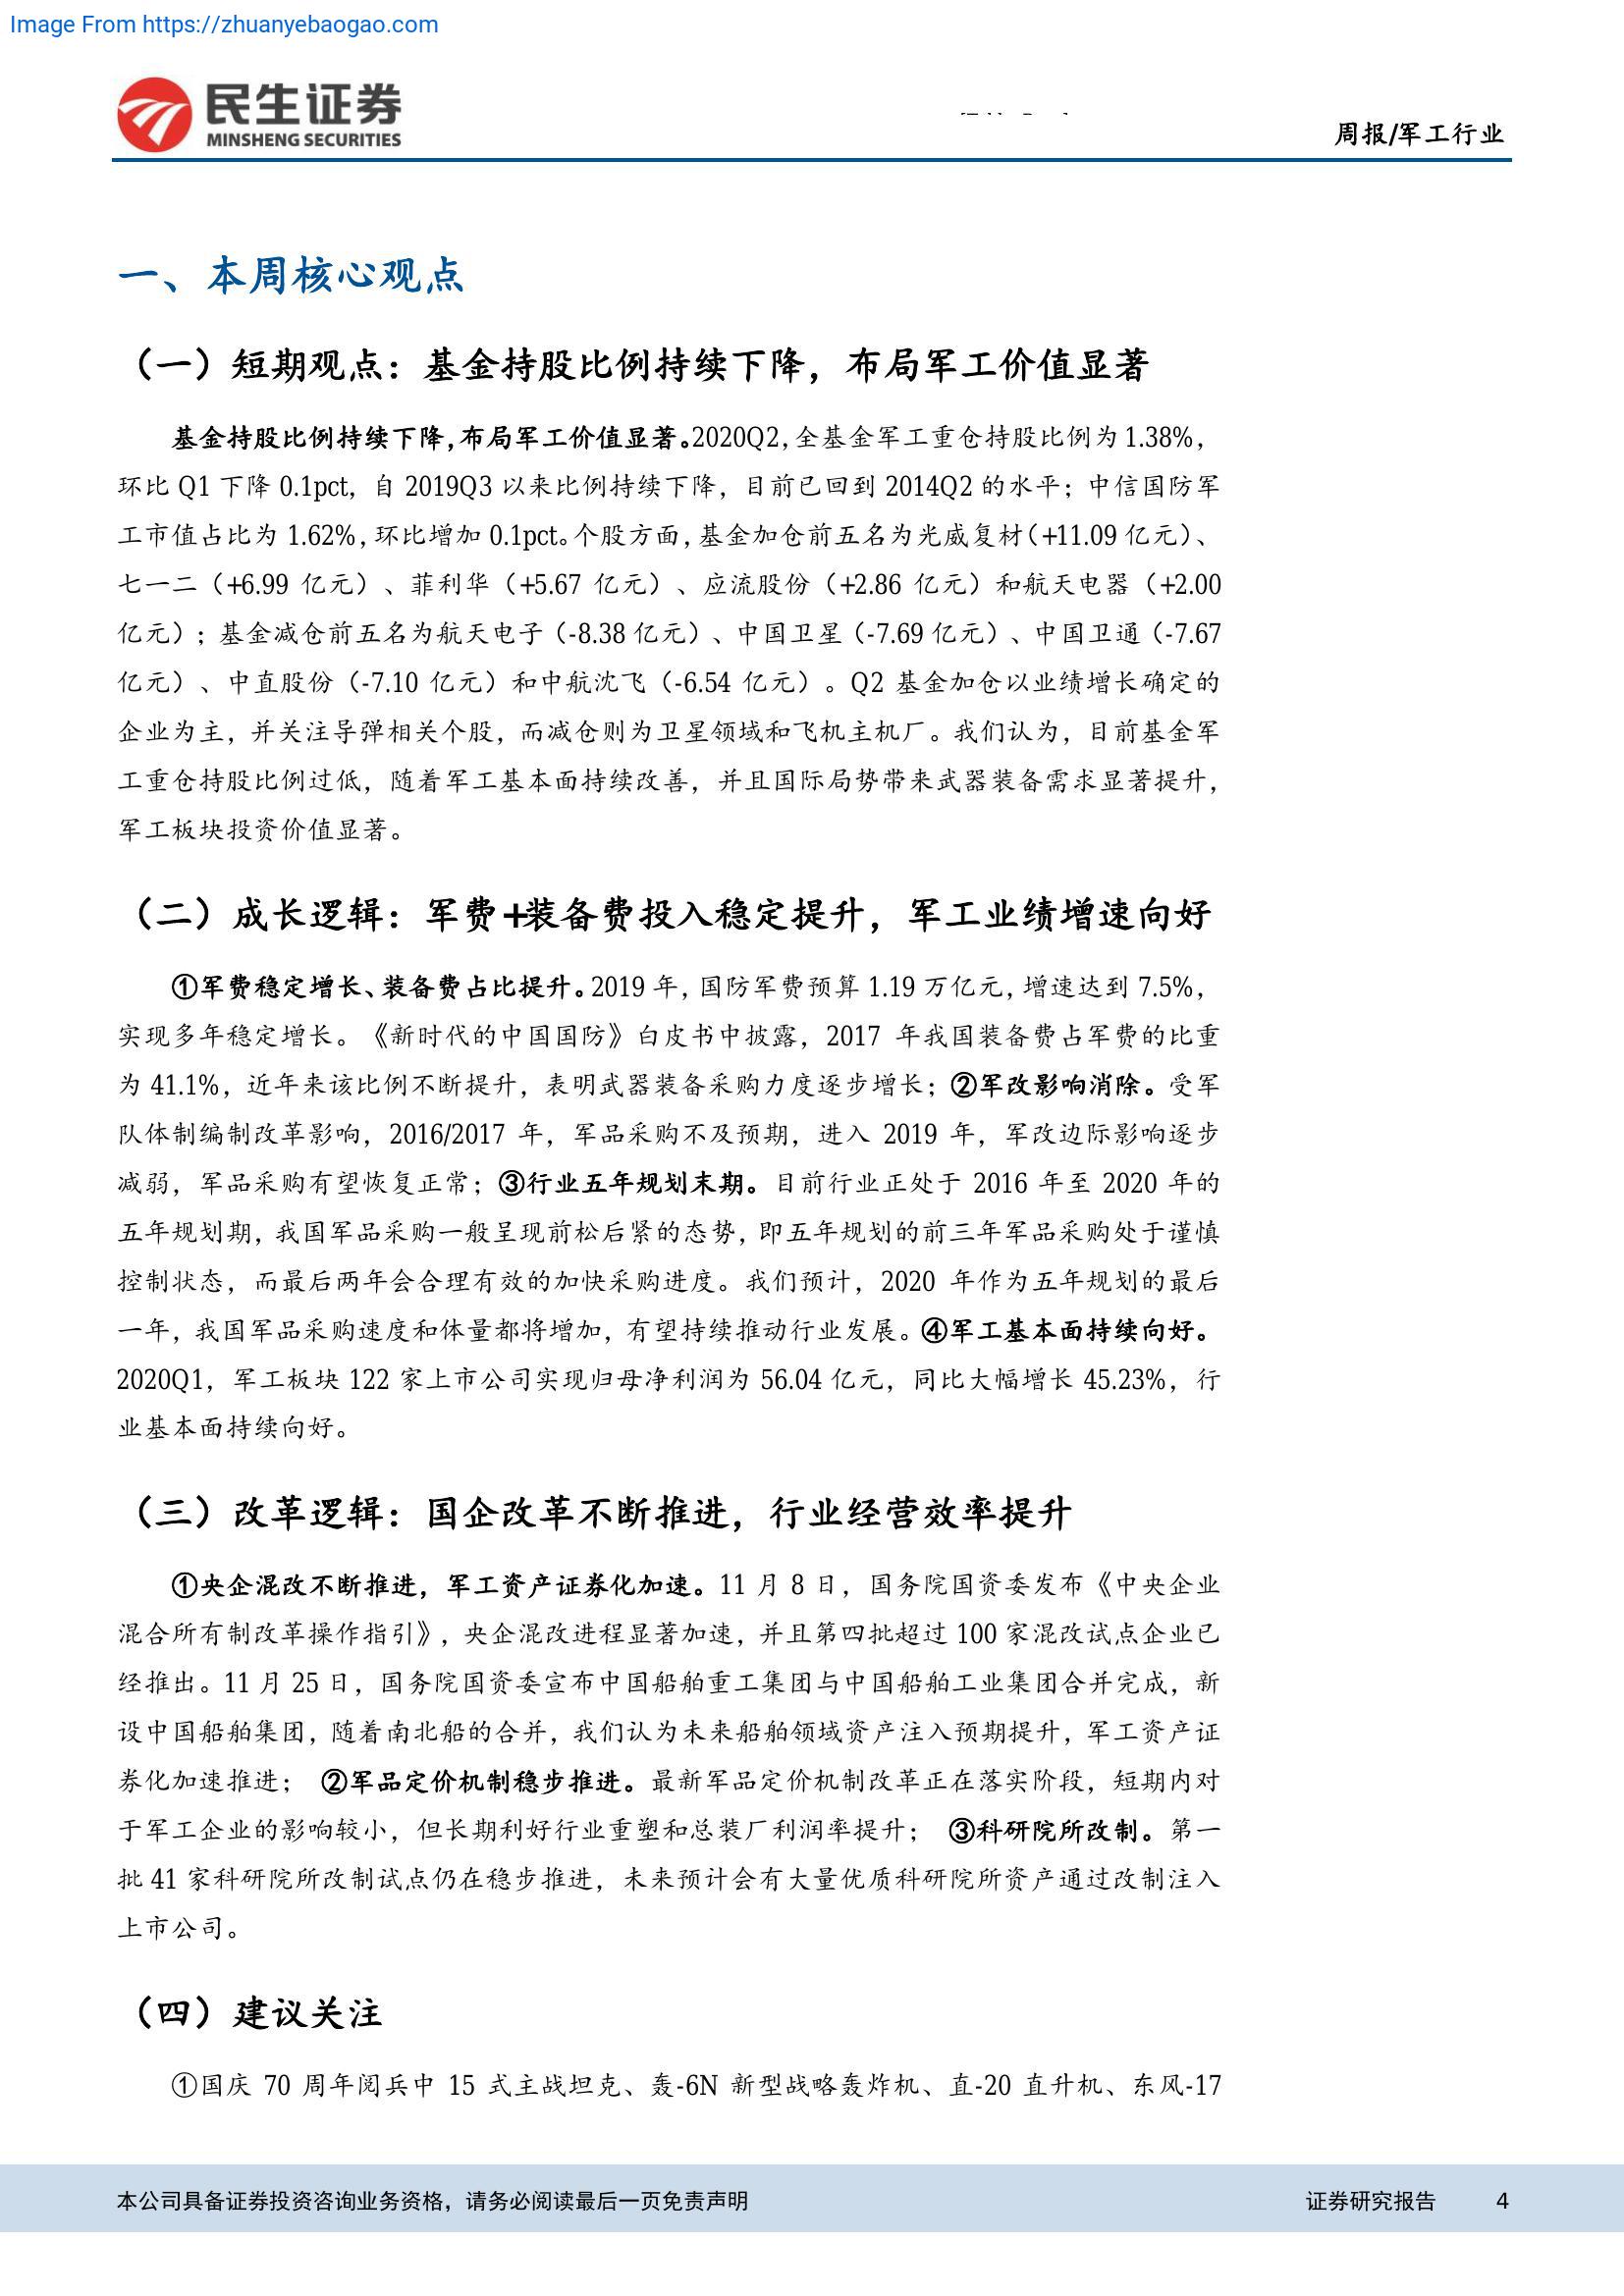 Image From https://zhuanyebaogao.com
民生证券
MINSHENG SECURITIES
周报/军工行业
一、本周核心观点
（一）短期观点：基金持股比例持续下降，布局军工价值显著
基金持股比例持续下降，布局军工价值显著。2020Q2，全基金军工重仓持股比例为 1.38%，
环比 Q1 下降 0.1pct，自 2019Q3 以来比例持续下降，目前已回到 2014Q2 的水平；中信国防军
工市值占比为 1.62%，环比增加 0.1pct。个股方面，基金加仓前五名为光威复材（+11.09 亿元）、
七一二（+6.99 亿元）、菲利华（+5.67 亿元）、应流股份（+2.86 亿元）和航天电器（+2.00
亿元）；基金减仓前五名为航天电子（-8.38 亿元）、中国卫星（-7.69 亿元）、中国卫通（-7.67
亿元）、中直股份（-7.10 亿元）和中航沈飞（-6.54 亿元）。Q2 基金加仓以业绩增长确定的
企业为主，并关注导弹相关个股，而减仓则为卫星领域和飞机主机厂。我们认为，目前基金军
工重仓持股比例过低，随着军工基本面持续改善，并且国际局势带来武器装备需求显著提升，
军工板块投资价值显著。
（二）成长逻辑：军费+装备费投入稳定提升，军工业绩增速向好
①军费稳定增长、装备费占比提升。2019 年，国防军费预算 1.19 万亿元，增速达到 7.5%，
实现多年稳定增长。《新时代的中国国防》白皮书中披露，2017 年我国装备费占军费的比重
为 41.1%，近年来该比例不断提升，表明武器装备采购力度逐步增长；②军改影响消除。受军
队体制编制改革影响，2016/2017 年，军品采购不及预期，进入 2019 年，军改边际影响逐步
减弱，军品采购有望恢复正常；③行业五年规划末期。目前行业正处于 2016 年至 2020 年的
五年规划期，我国军品采购一般呈现前松后紧的态势，即五年规划的前三年军品采购处于谨慎
控制状态，而最后两年会合理有效的加快采购进度。我们预计，2020 年作为五年规划的最后
一年，我国军品采购速度和体量都将增加，有望持续推动行业发展。④军工基本面持续向好。
2020Q1，军工板块 122 家上市公司实现归母净利润为 56.04 亿元，同比大幅增长 45.23%，行
业基本面持续向好。
（三）改革逻辑：国企改革不断推进，行业经营效率提升
①央企混改不断推进，军工资产证券化加速。11 月 8 日，国务院国资委发布《中央企业
混合所有制改革操作指引》，央企混改进程显著加速，并且第四批超过 100 家混改试点企业已
经推出。11 月 25 日，国务院国资委宣布中国船舶重工集团与中国船舶工业集团合并完成，新
设中国船舶集团，随着南北船的合并，我们认为未来船舶领域资产注入预期提升，军工资产证
券化加速推进； ②军品定价机制稳步推进。最新军品定价机制改革正在落实阶段，短期内对
于军工企业的影响较小，但长期利好行业重塑和总装厂利润率提升； ③科研院所改制。第一
批 41 家科研院所改制试点仍在稳步推进，未来预计会有大量优质科研院所资产通过改制注入
上市公司。
（四）建议关注
①国庆 70 周年阅兵中 15 式主战坦克、轰-6N 新型战略轰炸机、直-20 直升机、东风-17
本公司具备证券投资咨询业务资格，请务必阅读最后一页免责声明
证券研究报告 4